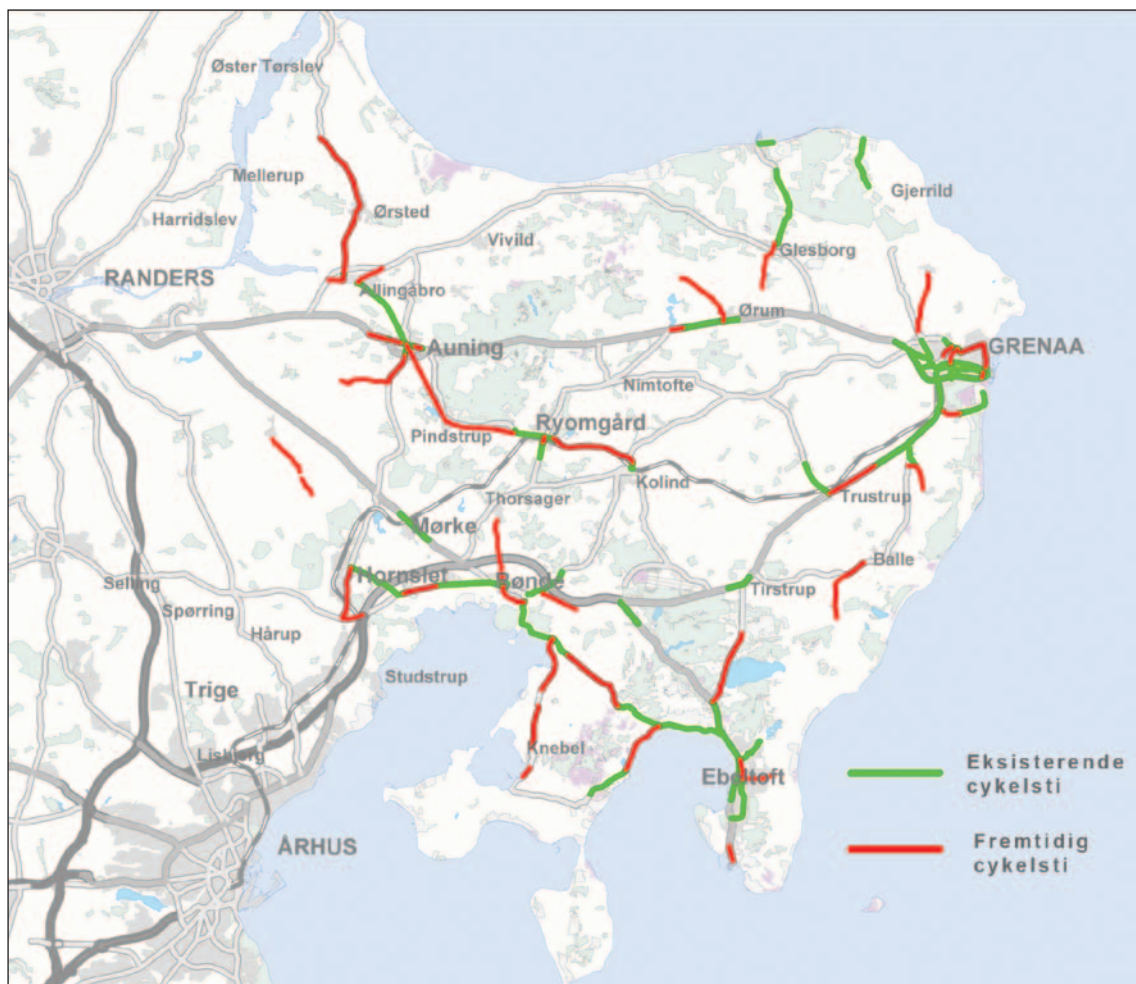 Øster Tørslev
Mellerup
Harridslev
Ørsted
Gjerrild
Vivild
Glesborg
RANDERS
Allingåbro
Ørum
Auning
GRENAA
Nimtofte
Ryomgård
Pindstrup
Kolind
Thorsager
Trustrup
Mørke
Balle
Hornslet
Rønde
Selling
Tirstrup
Spørring
Hårup
Studstrup
Trige
Knebel
Lisbjerg
Ebeltoft
Eksisterende
cykelsti
Fremtidig
cykelsti
ÅRHUS